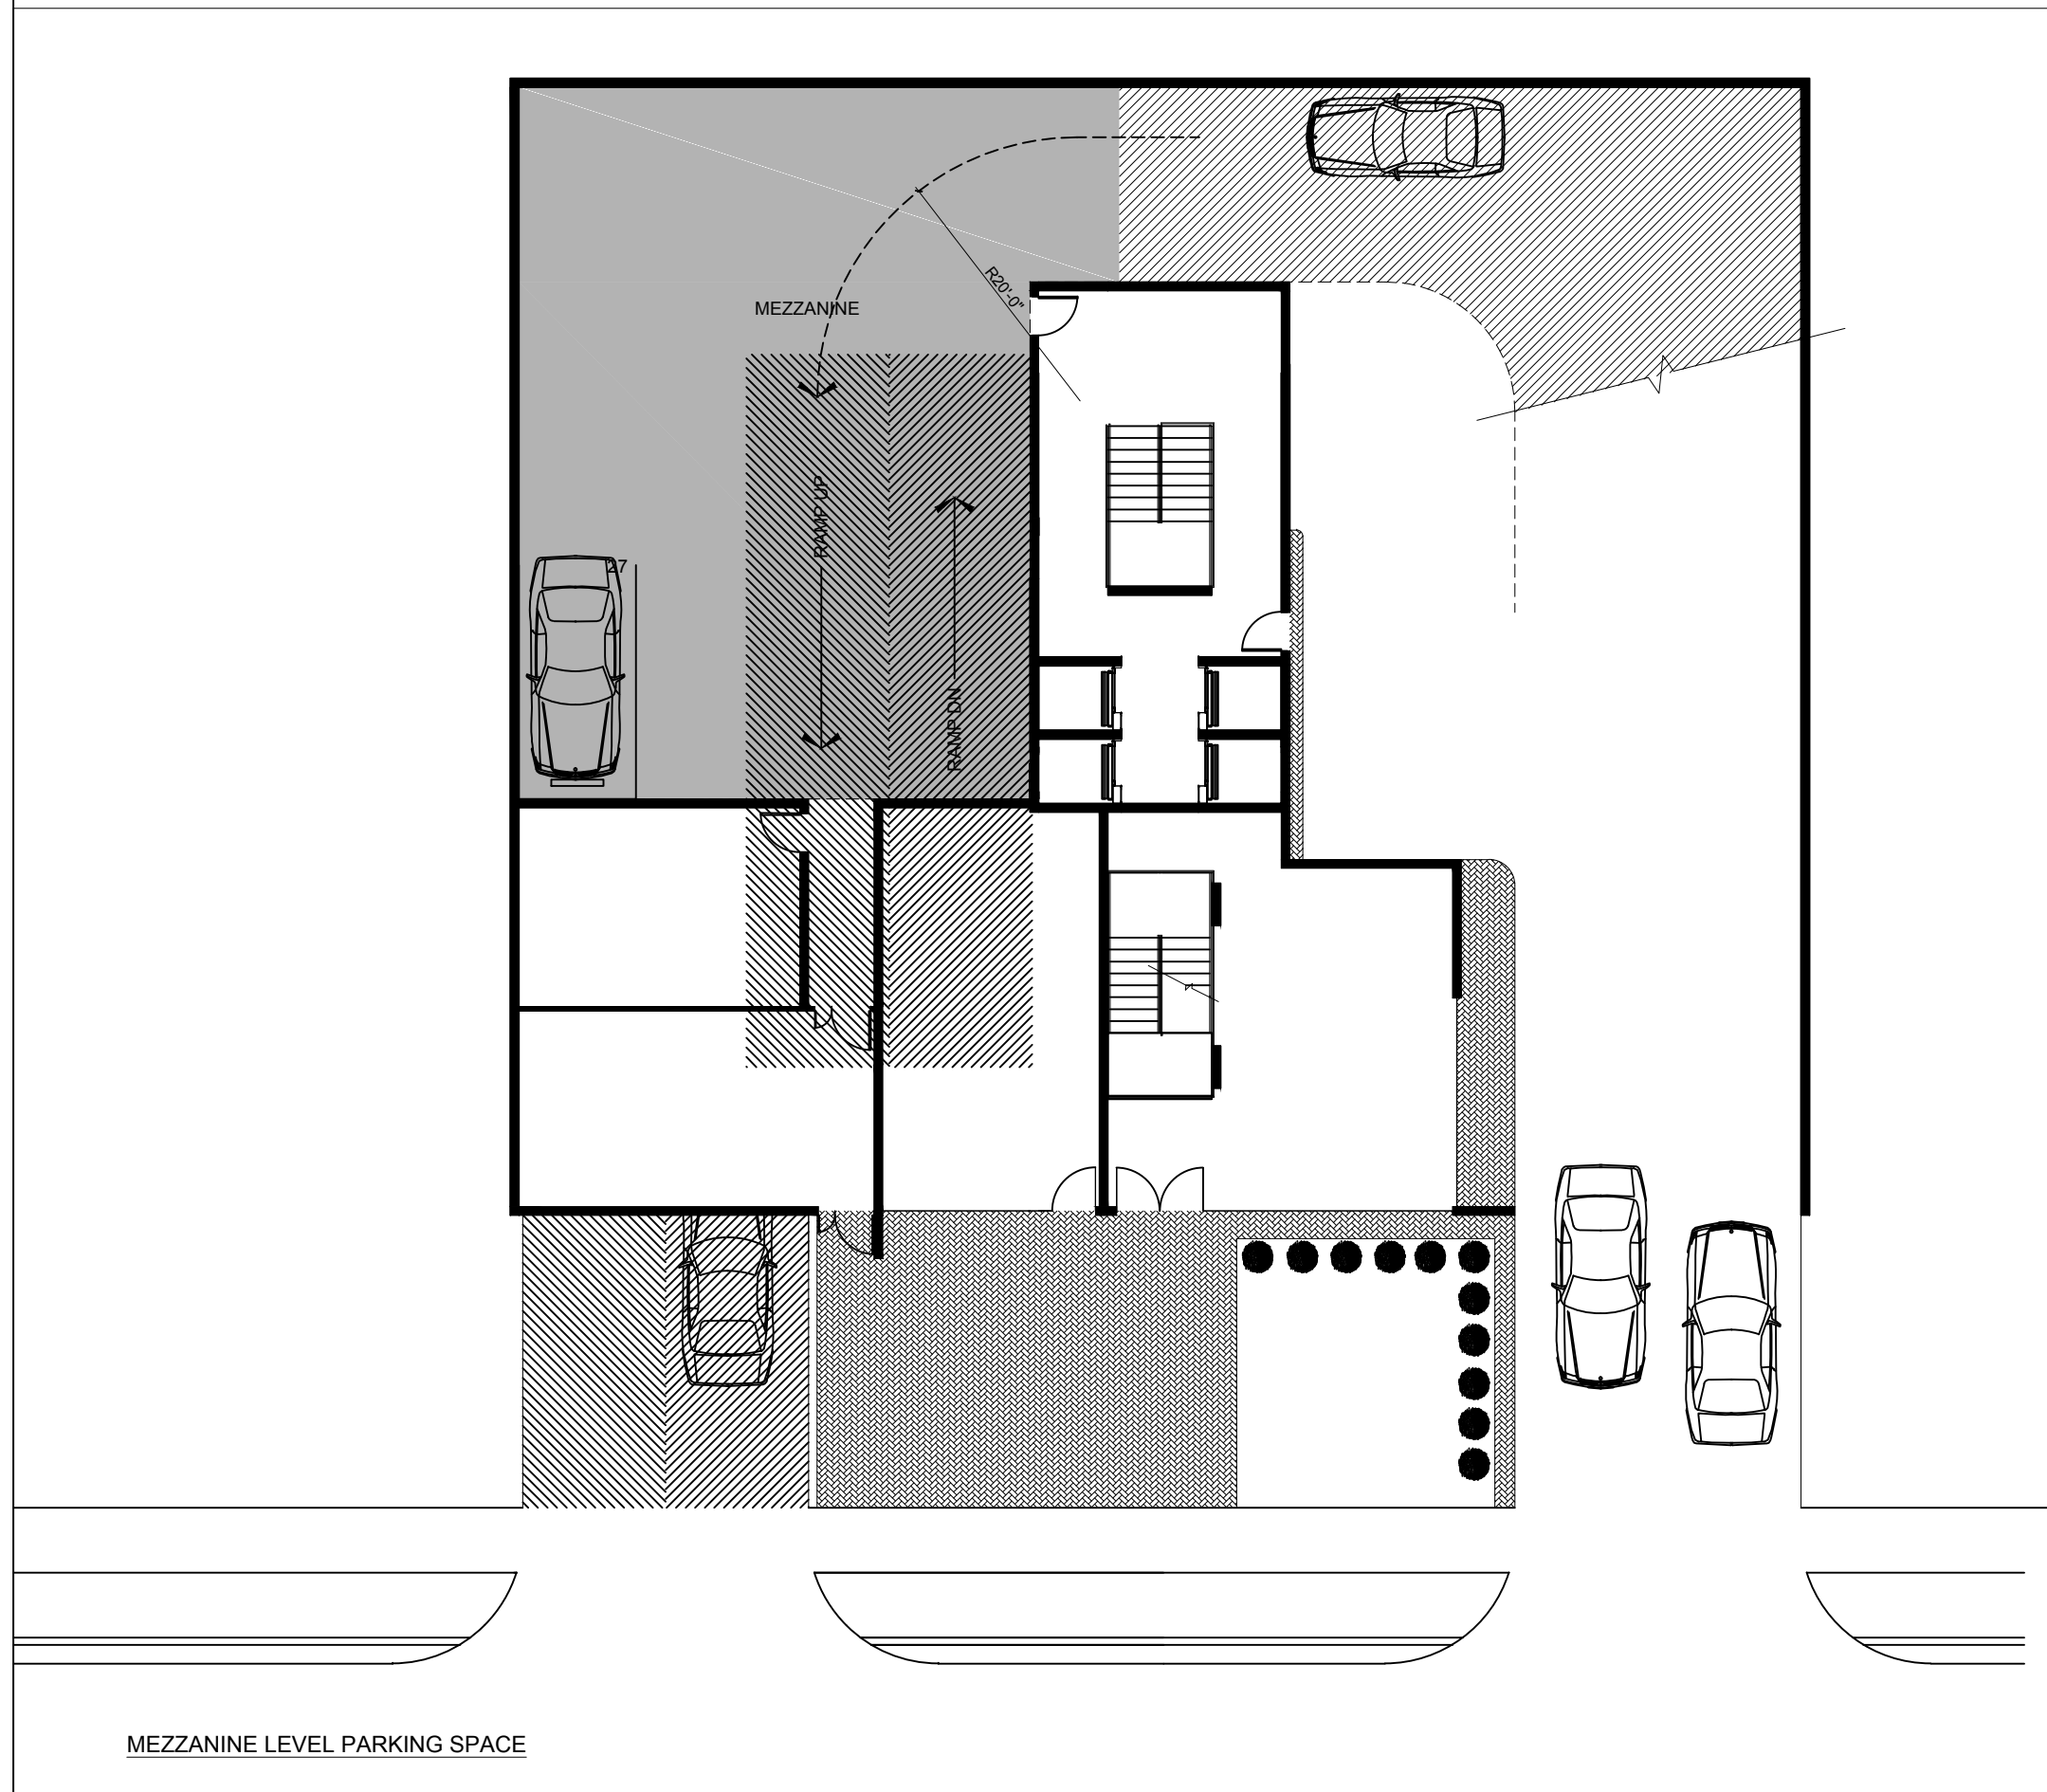 R20'-0"
MEZZANINE
RAMP UP
27
RAMP DN
MEZZANINE LEVEL PARKING SPACE